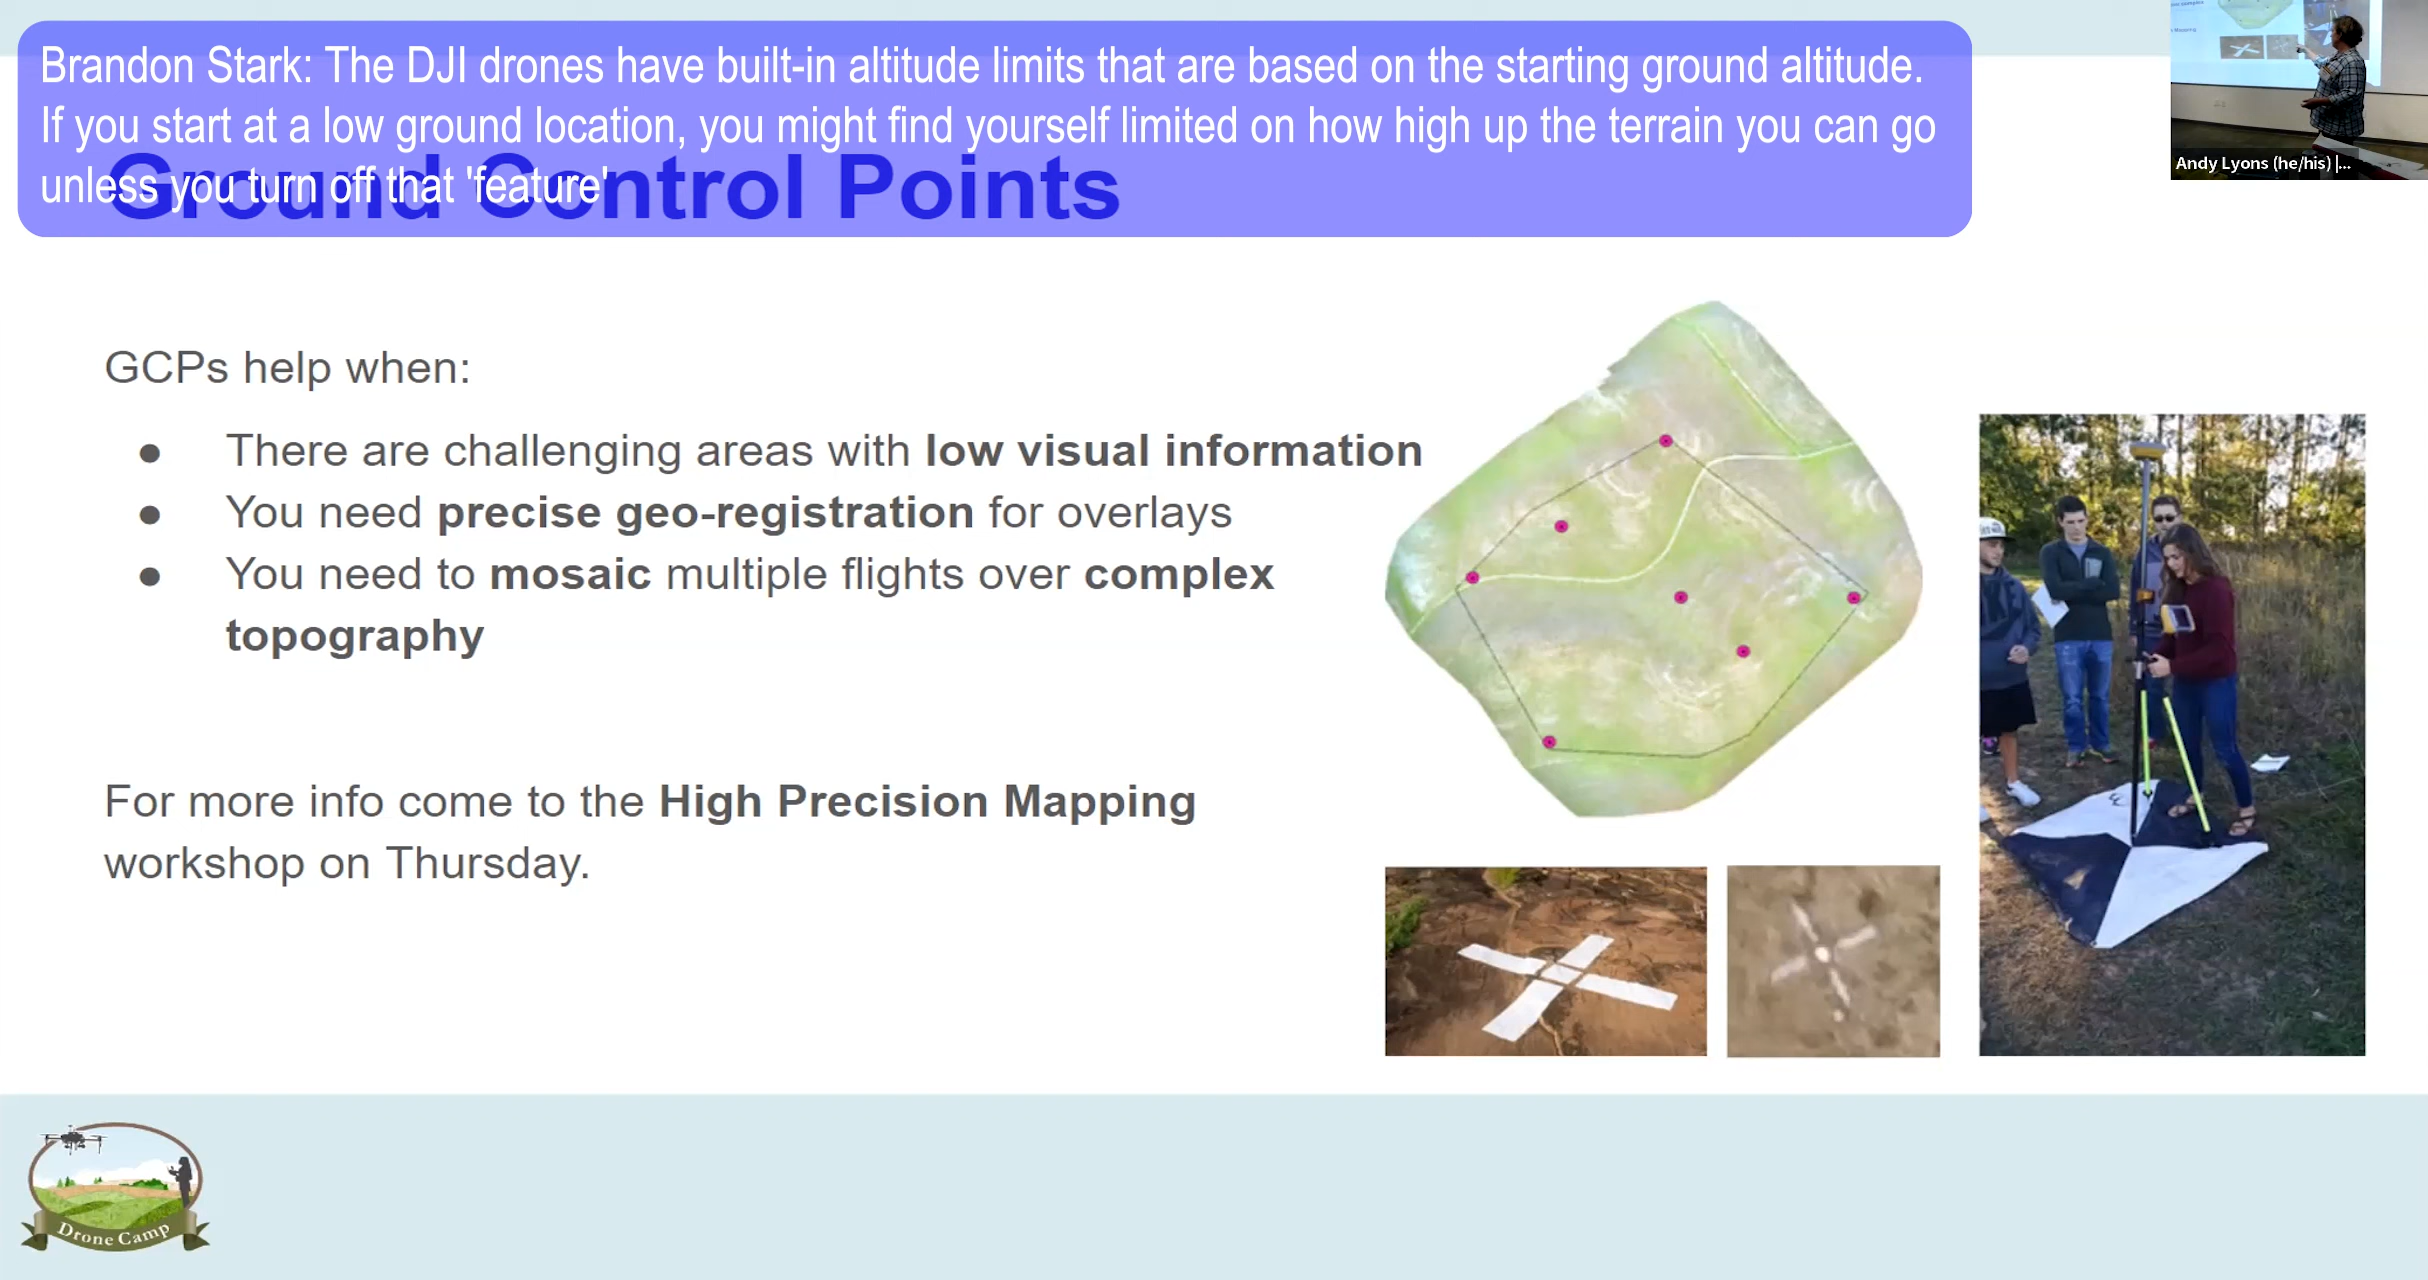 Brandon Stark: The DJI drones have built-in altitude limits that are based on the starting ground altitude.
If you start at a low ground location, you might find yourself limited on how high up the terrain you can go
unless you turn off that 'feature'
Ground Control Points
Andy Lyons (he/his) |...
GCPs help when:
● There are challenging areas with low visual information
● You need precise geo-registration for overlays
● You need to mosaic multiple flights over complex
topography
For more info come to the High Precision Mapping
workshop on Thursday.
Drone Camp